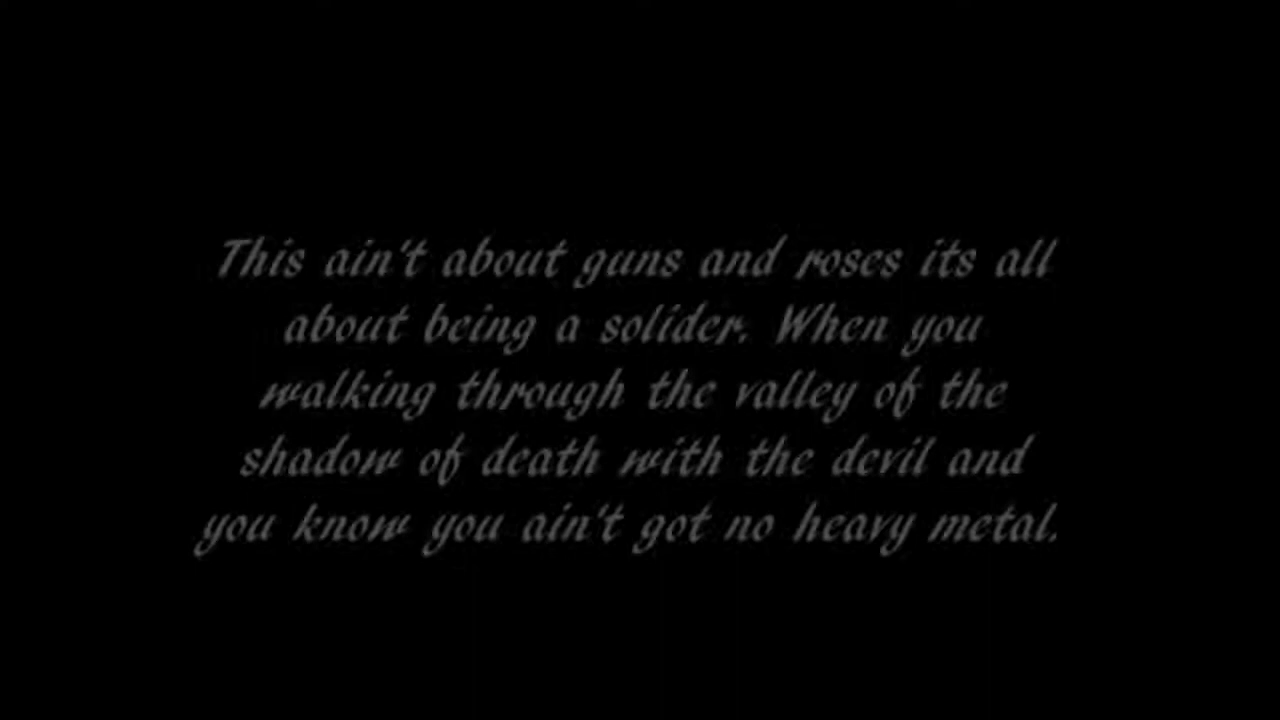 This ain't about guns and roses its all
about being a solider. When you
walking through the valley of the
shadow of death with the devil and
you know you ain't got no heavy metal.